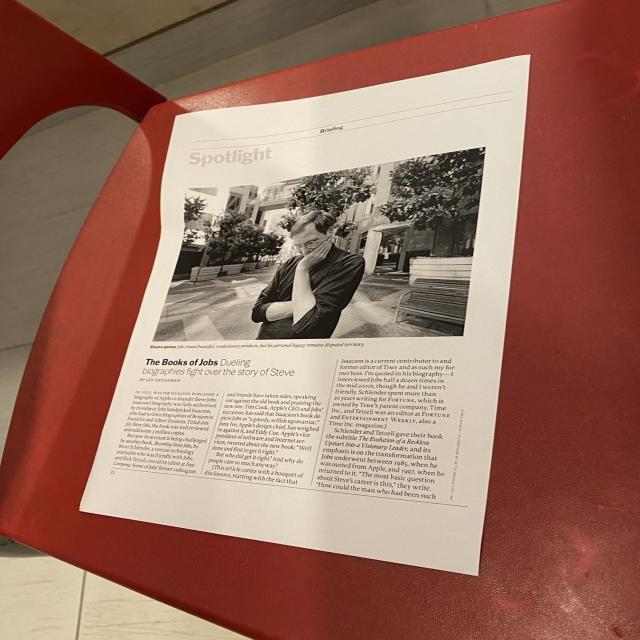 Briefing
Spotlight
Elusive genius. Jobs created beautiful, revolutionary products, but his personal legacy remains disputed territory
The Books of Jobs Dueling
biographies fight over the story of Steve
BY LEV GROSSMAN
IN 2011, WALTER ISAACSON PUBLISHED A
biography of Apple co-founder Steve Jobs.
Isaacson's biography was fully authorized
by its subject: Jobs handpicked Isaacson,
who had written biographies of Benjamin
Franklin and Albert Einstein. Titled sim-
ply Steve Jobs, the book was well reviewed
and sold some 3 million copies.
But now its account is being challenged
by another book, Becoming Steve Jobs, by
Brent Schlender, a veteran technology
journalist who was friendly with Jobs,
and Rick Tetzeli, executive editor at Fast
Company. Some of Jobs' former colleagues
22
and friends have taken sides, speaking
out against the old book and praising the
new one. Tim Cook, Apple's CEO and Jobs'
successor, has said that Isaacson's book de-
picts Jobs as "a greedy, selfish egomaniac."
Jony Ive, Apple's design chief, has weighed
in against it, and Eddy Cue, Apple's vice
president of software and Internet ser-
vices, tweeted about the new book: "Well
done and first to get it right."
But who did get it right? And why do
people care so much anyway?
(This article comes with a bouquet of
disclosures, starting with the fact that
Isaacson is a current contributor to and
former editor of TIME and as such my for-
mer boss. I'm quoted in his biography—I
interviewed Jobs half a dozen times in
the mid-2000s, though he and I weren't
friendly. Schlender spent more than
20 years writing for FORTUNE, which is
owned by TIME's parent company, Time
Inc., and Tetzeli was an editor at FORTUNE
and ENTERTAINMENT WEEKLY, also a
Time Inc. magazine.)
Schlender and Tetzeli gave their book
the subtitle The Evolution of a Reckless
Upstart Into a Visionary Leader, and its
emphasis is on the transformation that
Jobs underwent between 1985, when he
was ousted from Apple, and 1997, when he
returned to it. "The most basic question
about Steve's career is this," they write.
"How could the man who had been such